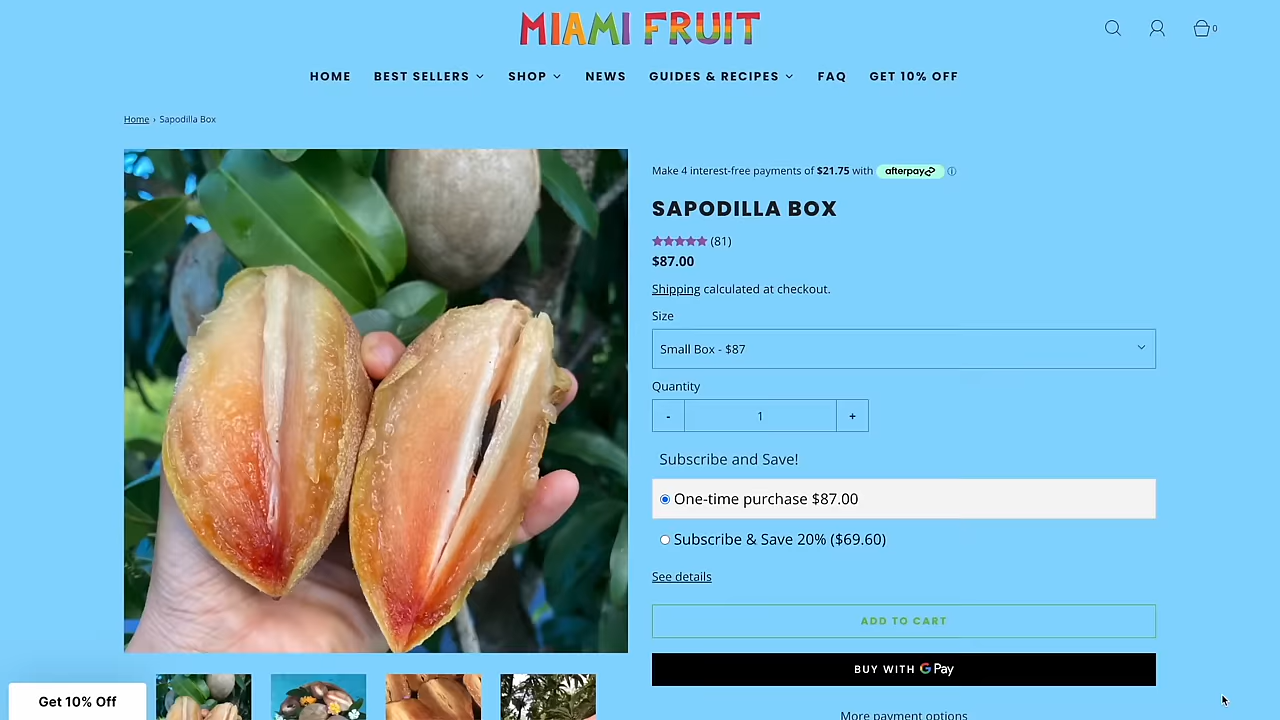 MIAMI FRUIT
0
HOME BEST SELLERS SHOP NEWS GUIDES & RECIPES FAQ GET 10% OFF
Home › Sapodilla Box
Make 4 interest-free payments of $21.75 with afterpay ⓘ
SAPODILLA BOX
(81)
$87.00
Shipping calculated at checkout.
Size
Small Box - $87
Quantity
- 1 +
Subscribe and Save!
One-time purchase $87.00
Subscribe & Save 20% ($69.60)
See details
ADD TO CART
BUY WITH G Pay
More payment options
Get 10% Off